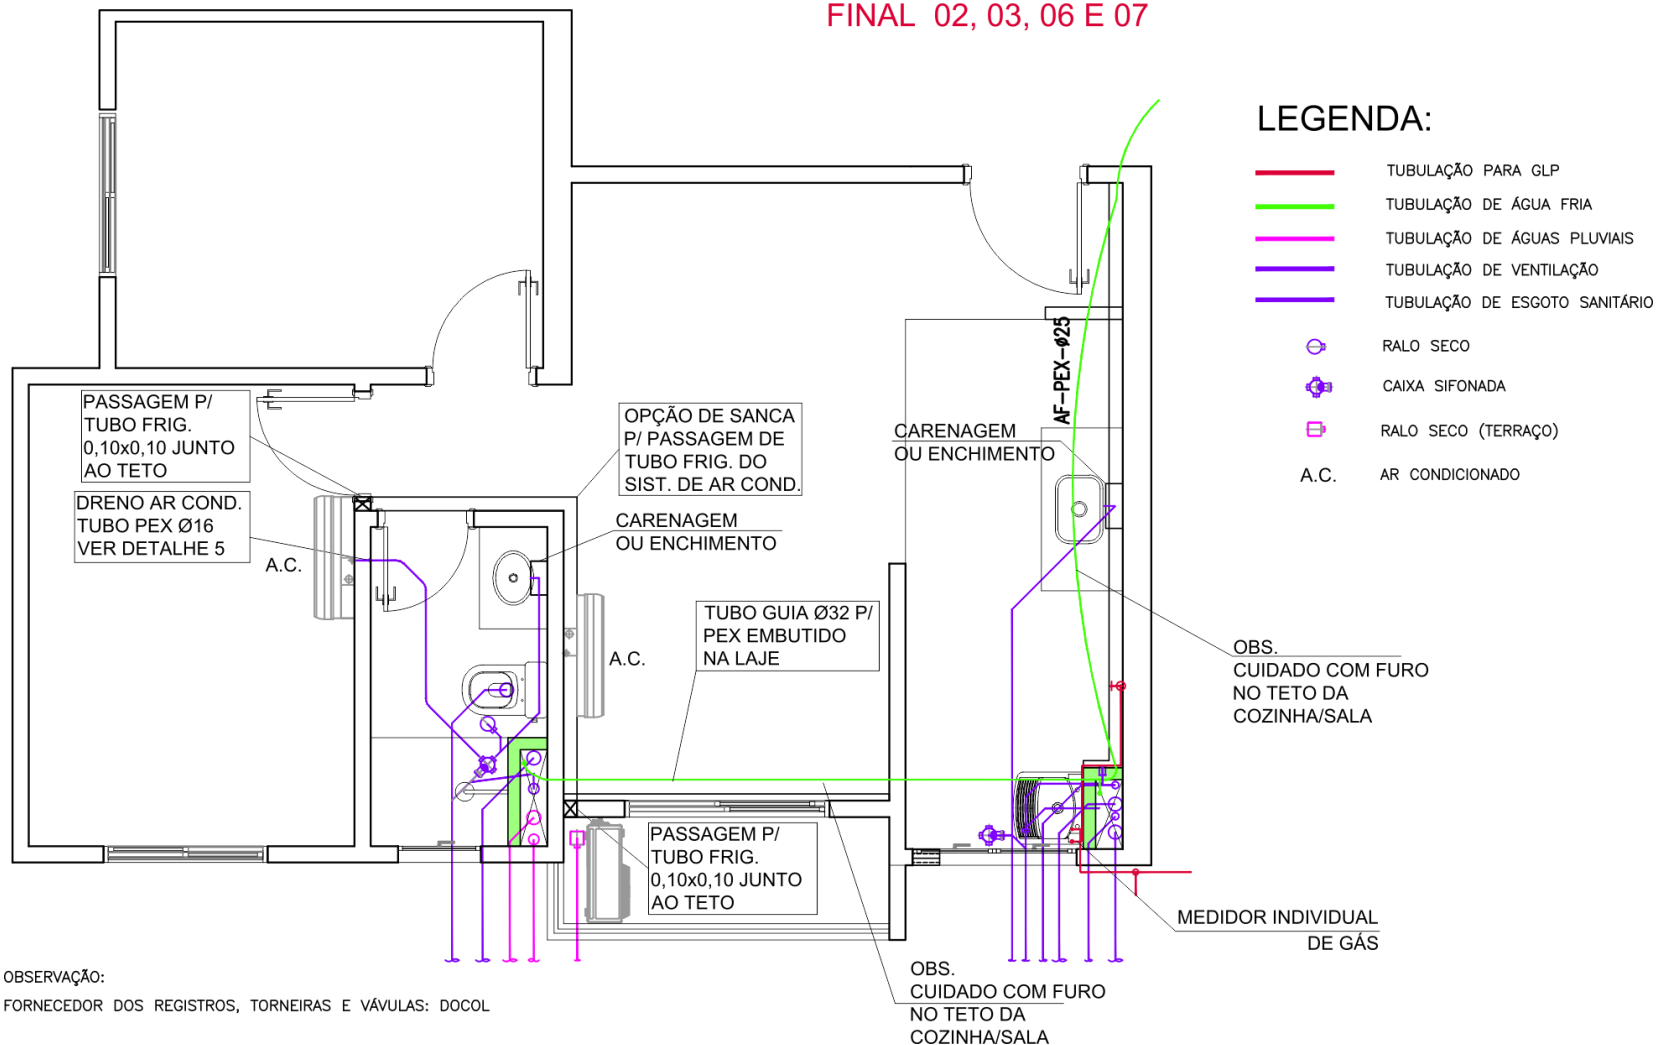 FINAL 02, 03, 06 E 07
LEGENDA:
TUBULAÇÃO PARA GLP
TUBULAÇÃO DE ÁGUA FRIA
TUBULAÇÃO DE ÁGUAS PLUVIAIS
TUBULAÇÃO DE VENTILAÇÃO
TUBULAÇÃO DE ESGOTO SANITÁRIO
RALO SECO
CAIXA SIFONADA
RALO SECO (TERRAÇO)
A.C. AR CONDICIONADO
AF-PEX-ø25
PASSAGEM P/
TUBO FRIG.
0,10x0,10 JUNTO
AO TETO
DRENO AR COND.
TUBO PEX Ø16
VER DETALHE 5
A.C.
OPÇÃO DE SANCA
P/ PASSAGEM DE
TUBO FRIG. DO
SIST. DE AR COND.
CARENAGEM
OU ENCHIMENTO
CARENAGEM
OU ENCHIMENTO
A.C.
TUBO GUIA Ø32 P/
PEX EMBUTIDO
NA LAJE
OBS.
CUIDADO COM FURO
NO TETO DA
COZINHA/SALA
PASSAGEM P/
TUBO FRIG.
0,10x0,10 JUNTO
AO TETO
MEDIDOR INDIVIDUAL
DE GÁS
OBS.
CUIDADO COM FURO
NO TETO DA
COZINHA/SALA
OBSERVAÇÃO:
FORNECEDOR DOS REGISTROS, TORNEIRAS E VÁVULAS: DOCOL